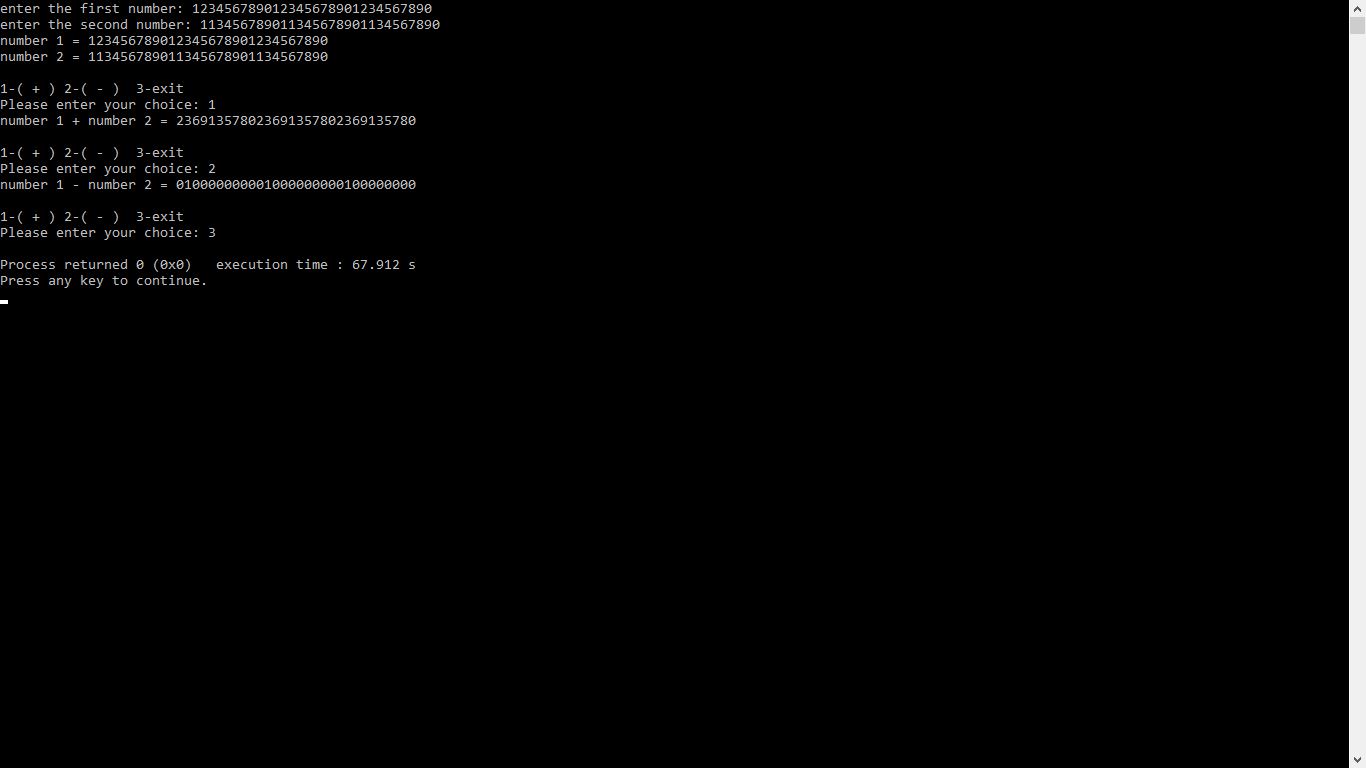 enter the first number: 123456789012345678901234567890
enter the second number: 113456789011345678901134567890
number 1 = 123456789012345678901234567890
number 2 = 113456789011345678901134567890
1-( + ) 2-( - )  3-exit
Please enter your choice: 1
number 1 + number 2 = 236913578023691357802369135780
1-( + ) 2-( - )  3-exit
Please enter your choice: 2
number 1 - number 2 = 010000000001000000000100000000
1-( + ) 2-( - )  3-exit
Please enter your choice: 3
Process returned 0 (0x0)   execution time : 67.912 s
Press any key to continue.